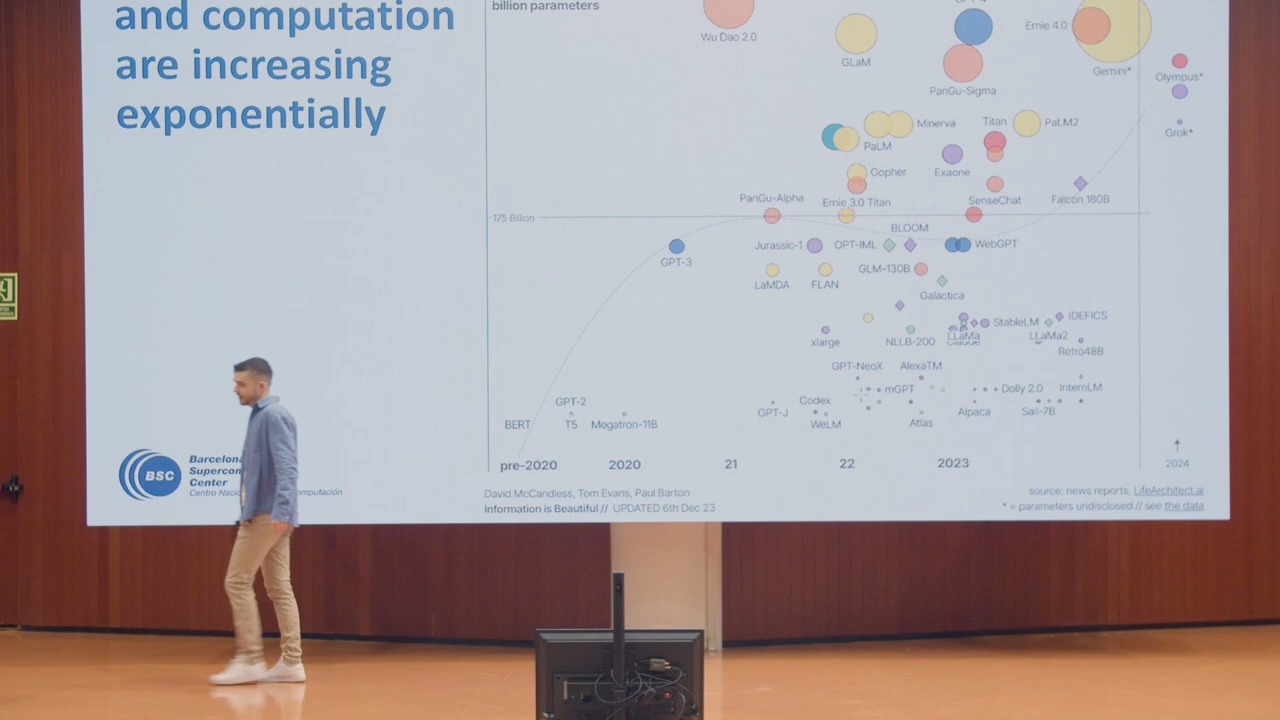 and computation
are increasing
exponentially
billion parameters
Wu Dao 2.0
GLaM
PanGu-Sigma
Ernie 4.0
Gemini*
Olympus*
Grok*
Minerva
PaLM
Titan
PaLM2
Gopher
Exaone
Ernie 3.0 Titan
SenseChat
Falcon 180B
PanGu-Alpha
175 Billion
BLOOM
GPT-3
Jurassic-1
OPT-IML
WebGPT
LaMDA
FLAN
GLM-130B
Galactica
xlarge
NLLB-200
LLaMa
Claude
StableLM
LLaMa2
IDEFICS
Retro48B
GPT-NeoX
AlexaTM
mGPT
Dolly 2.0
InternLM
GPT-2
BERT
T5
Megatron-11B
GPT-J
Codex
WeLM
Atlas
Alpaca
Sail-7B
pre-2020
2020
21
22
2023
2024
BSC
Supercom
Center
David McCandless, Tom Evans, Paul Barton
Information is Beautiful // UPDATED 6th Dec 23
source: news reports, LifeArchitect.ai
* = parameters undisclosed // see the data